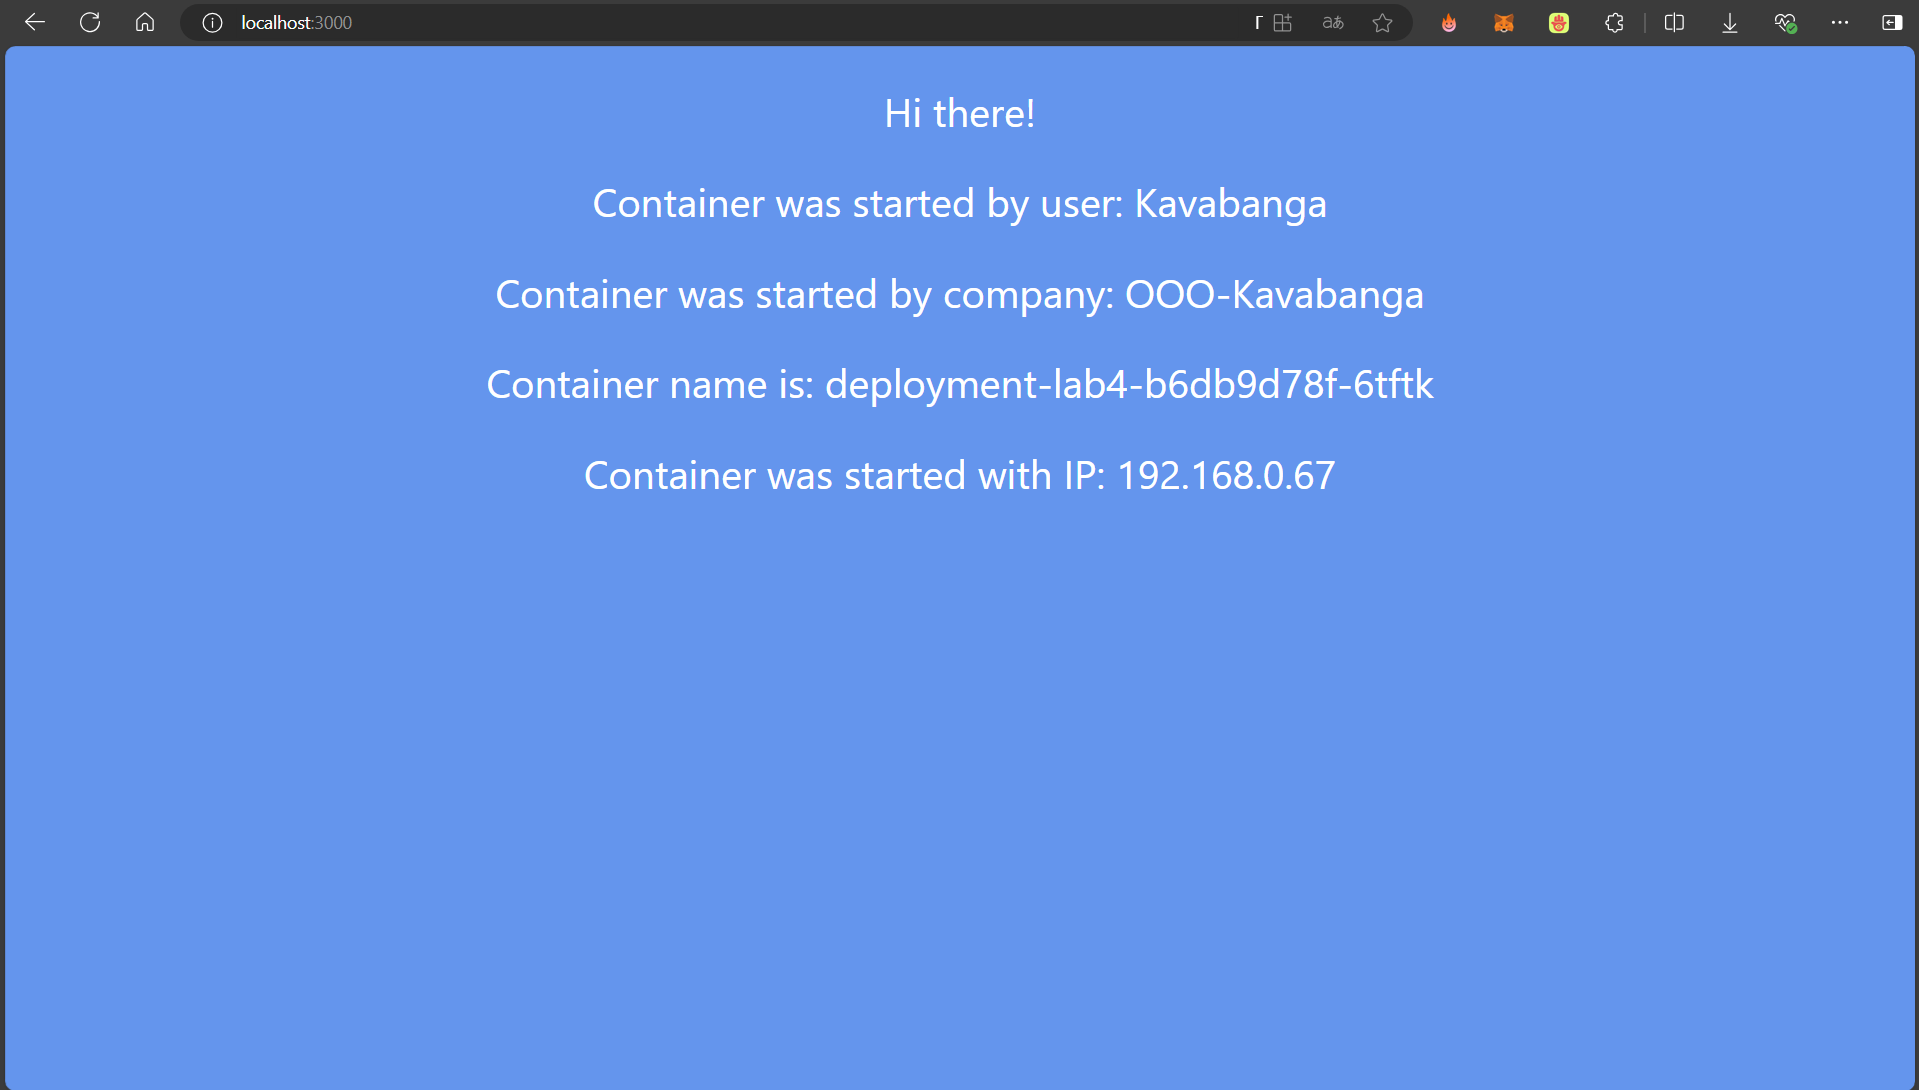 localhost:3000
Hi there!
Container was started by user: Kavabanga
Container was started by company: OOO-Kavabanga
Container name is: deployment-lab4-b6db9d78f-6tftk
Container was started with IP: 192.168.0.67